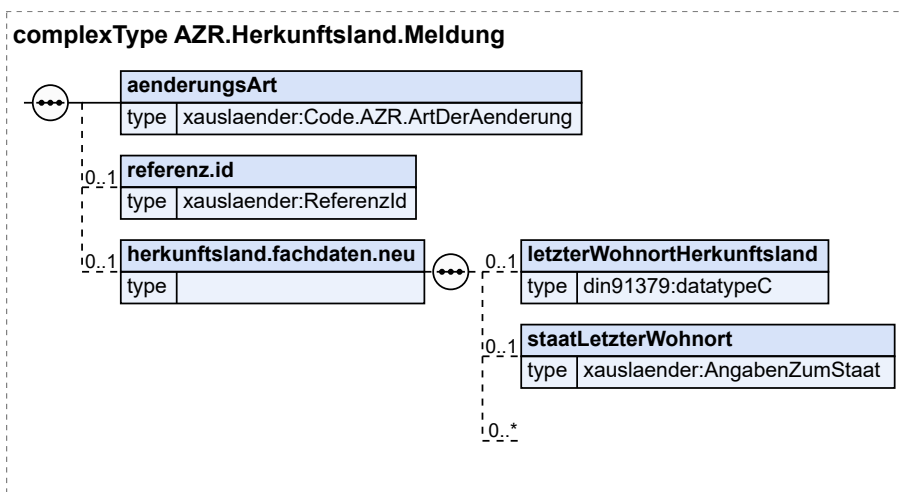 complexType AZR.Herkunftsland.Meldung
aenderungsArt
type xauslaender:Code.AZR.ArtDerAenderung
0..1 referenz.id
type xauslaender:ReferenzId
0..1 herkunftsland.fachdaten.neu
type
0..1 letzterWohnortHerkunftsland
type din91379:datatypeC
0..1 staatLetzterWohnort
type xauslaender:AngabenZumStaat
0..*